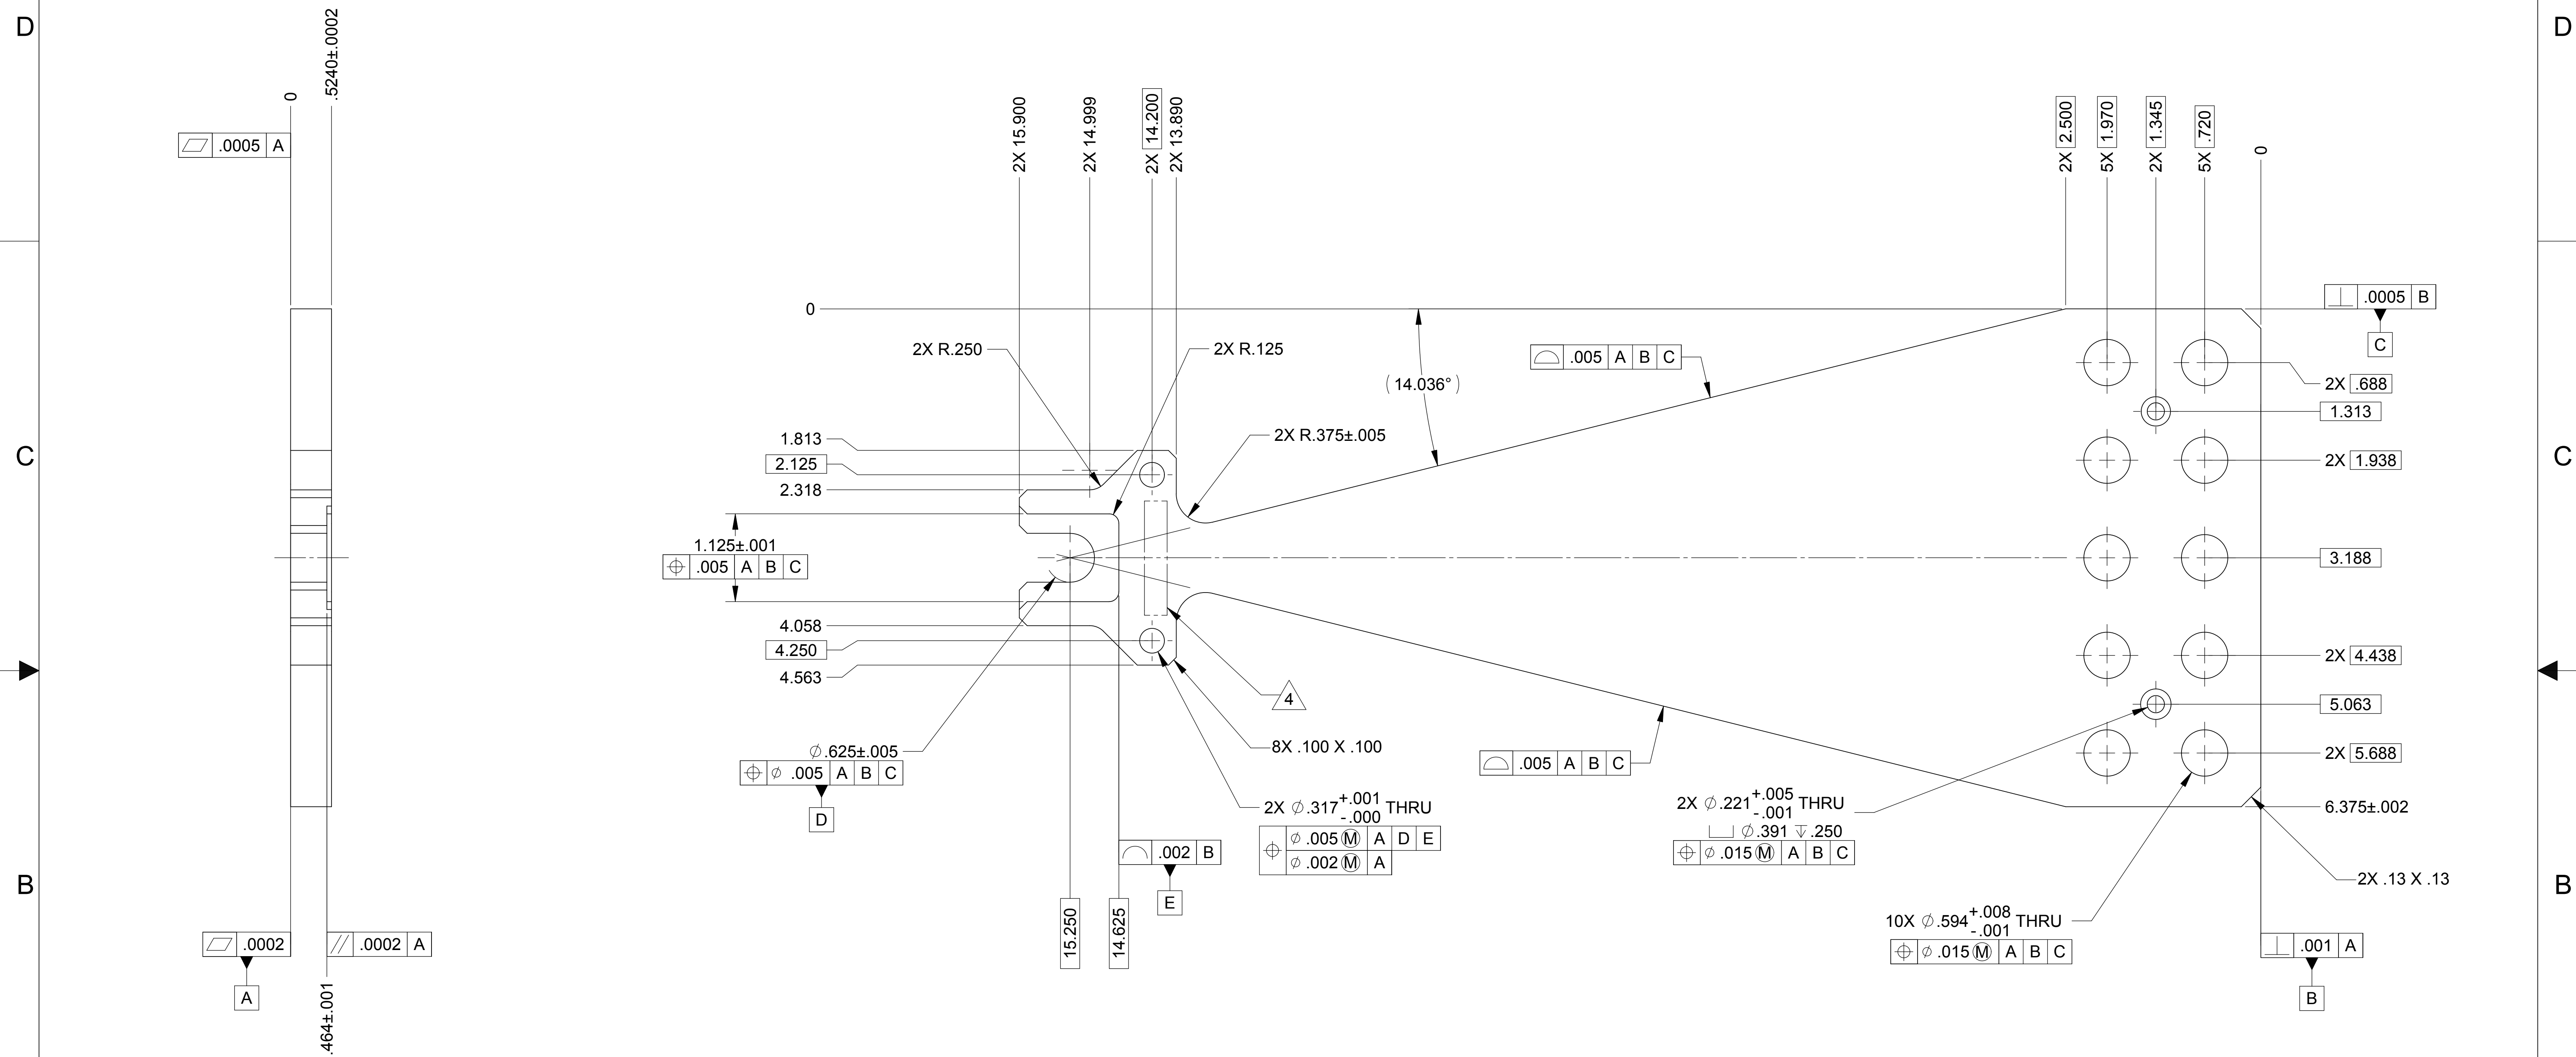 D
D
0
.5240±.0002
.0005 A
2X 15.900
2X 14.999
2X 14.200
2X 13.890
2X 2.500
5X 1.970
2X 1.345
5X .720
0
0
.0005 B
C
2X R.250
2X R.125
.005 A B C
(14.036°)
2X .688
1.313
2X R.375±.005
1.813
2.125
2.318
C
C
2X 1.938
1.125±.001
.005 A B C
3.188
4.058
4.250
4.563
2X 4.438
4
5.063
8X .100 X .100
⌀.625±.005
⌀ .005 A B C
D
.005 A B C
2X 5.688
2X ⌀.317 +.001 -.000 THRU
⌀ .005 Ⓜ A D E
⌀ .002 Ⓜ A
2X ⌀.221 +.005 -.001 THRU
⌴ ⌀.391 ↧.250
⌀ .015 Ⓜ A B C
6.375±.002
.002 B
E
B
B
2X .13 X .13
15.250
14.625
10X ⌀.594 +.008 -.001 THRU
⌀ .015 Ⓜ A B C
.0002
A
.0002 A
.001 A
B
.464±.001